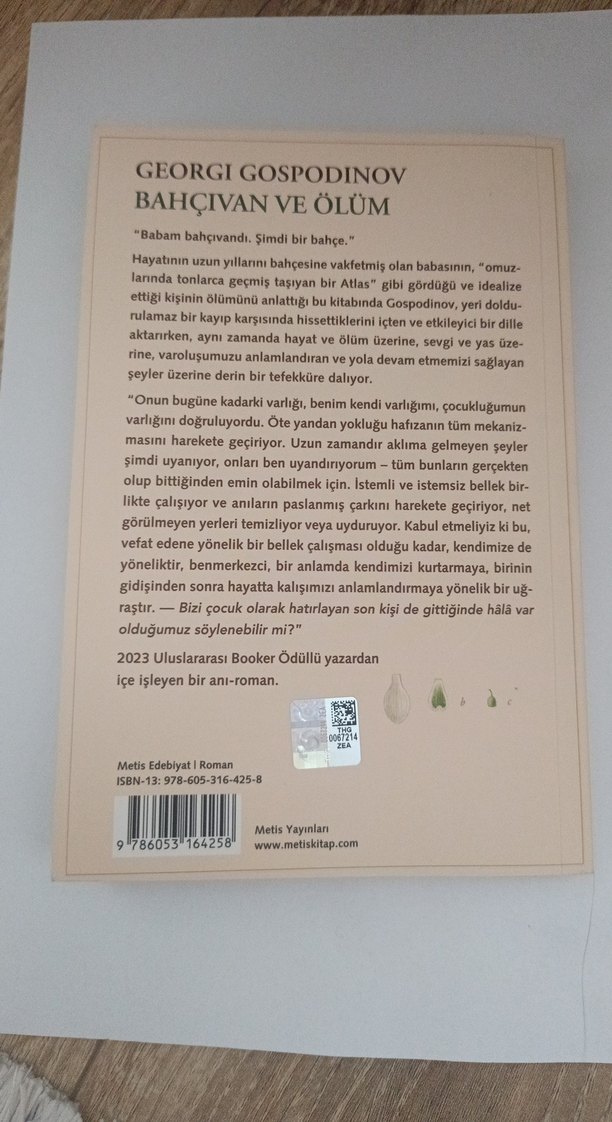 GEORGI GOSPODINOV
BAHÇIVAN VE ÖLÜM
“Babam bahçıvandı. Şimdi bir bahçe.”
Hayatının uzun yıllarını bahçesine vakfetmiş olan babasının, “omuz-
larında tonlarca geçmiş taşıyan bir Atlas” gibi gördüğü ve idealize
ettiği kişinin ölümünü anlattığı bu kitabında Gospodinov, yeri doldu-
rulamaz bir kayıp karşısında hissettiklerini içten ve etkileyici bir dille
aktarırken, aynı zamanda hayat ve ölüm üzerine, sevgi ve yas üze-
rine, varoluşumuzu anlamlandıran ve yola devam etmemizi sağlayan
şeyler üzerine derin bir tefekküre dalıyor.
“Onun bugüne kadarki varlığı, benim kendi varlığımı, çocukluğumun
varlığını doğruluyordu. Öte yandan yokluğu hafızanın tüm mekaniz-
masını harekete geçiriyor. Uzun zamandır aklıma gelmeyen şeyler
şimdi uyanıyor, onları ben uyandırıyorum – tüm bunların gerçekten
olup bittiğinden emin olabilmek için. İstemli ve istemsiz bellek bir-
likte çalışıyor ve anıların paslanmış çarkını harekete geçiriyor, net
görülmeyen yerleri temizliyor veya uyduruyor. Kabul etmeliyiz ki bu,
vefat edene yönelik bir bellek çalışması olduğu kadar, kendimize de
yöneliktir, benmerkezci, bir anlamda kendimizi kurtarmaya, birinin
gidişinden sonra hayatta kalışımızı anlamlandırmaya yönelik bir uğ-
raştır. — Bizi çocuk olarak hatırlayan son kişi de gittiğinde hâlâ var
olduğumuz söylenebilir mi?”
2023 Uluslararası Booker Ödüllü yazardan
içe işleyen bir anı-roman.
b
c
THG
0067214
ZEA
Metis Edebiyat | Roman
ISBN-13: 978-605-316-425-8
9 786053 164258
Metis Yayınları
www.metiskitap.com